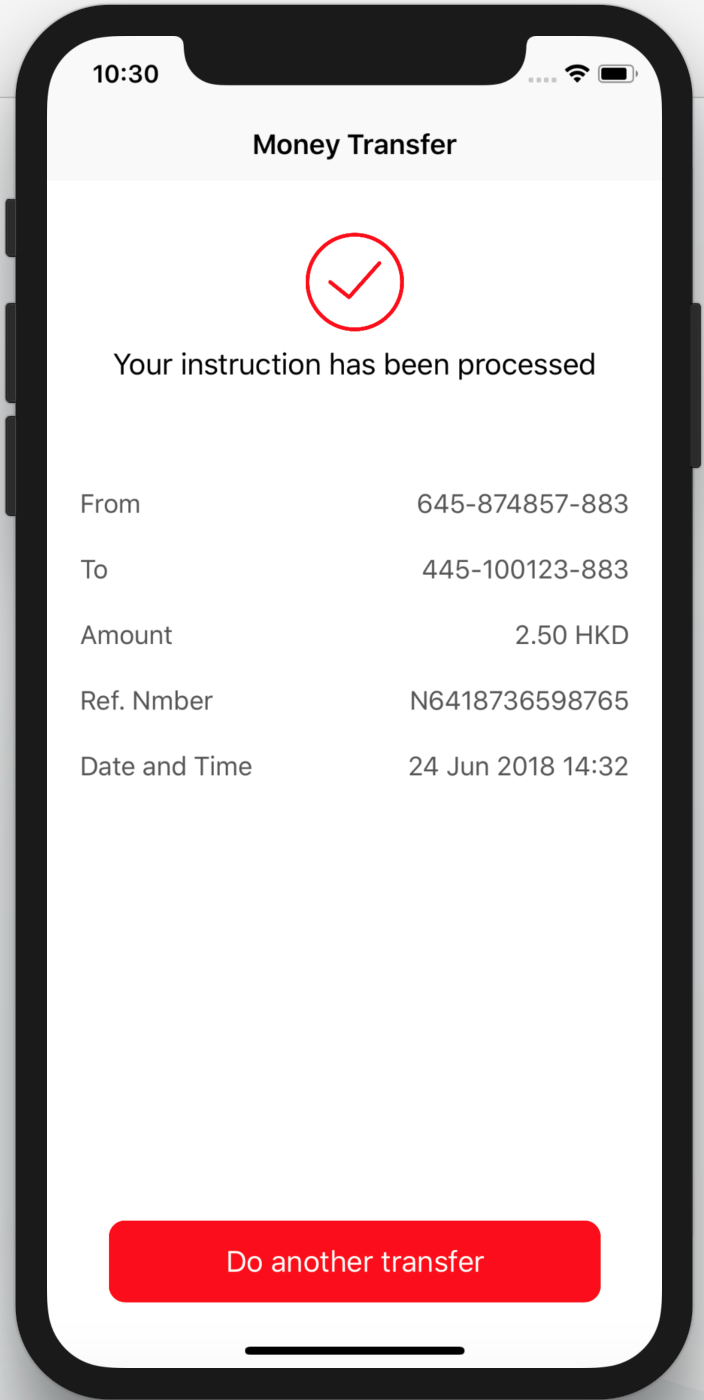 10:30
Money Transfer
Your instruction has been processed
From 645-874857-883
To 445-100123-883
Amount 2.50 HKD
Ref. Nmber N6418736598765
Date and Time 24 Jun 2018 14:32
Do another transfer